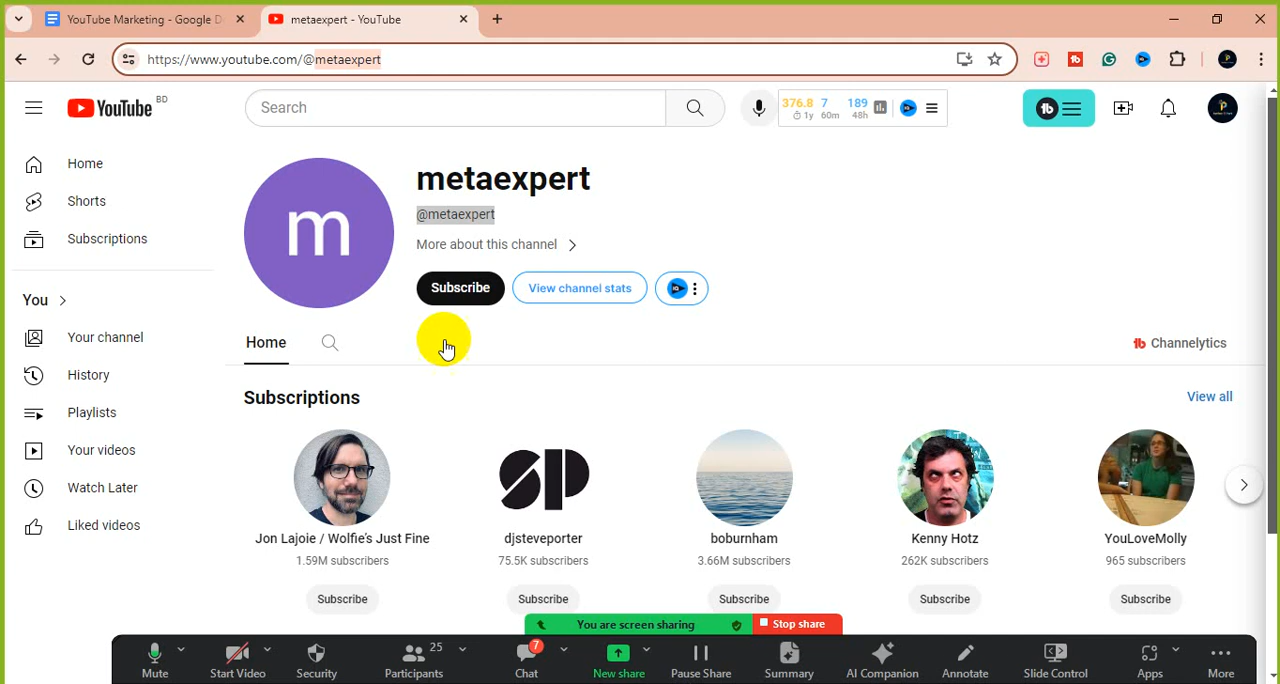 YouTube Marketing - Google D
metaexpert - YouTube
https://www.youtube.com/@metaexpert
YouTube BD
Search
376.8 7 189
1y 60m 48h
metaexpert
m
@metaexpert
More about this channel
Subscribe
View channel stats
Home
Shorts
Subscriptions
You
Your channel
History
Playlists
Your videos
Watch Later
Liked videos
Home
Channelytics
Subscriptions
View all
SP
Jon Lajoie / Wolfie's Just Fine
djsteveporter
boburnham
Kenny Hotz
YouLoveMolly
1.59M subscribers
75.5K subscribers
3.66M subscribers
262K subscribers
965 subscribers
Subscribe
Subscribe
Subscribe
Subscribe
Subscribe
You are screen sharing
Stop share
25
7
Mute
Start Video
Security
Participants
Chat
New share
Pause Share
Summary
AI Companion
Annotate
Slide Control
Apps
More